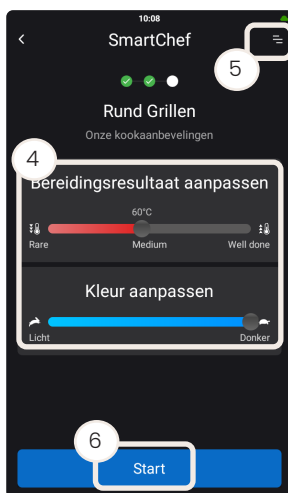 10:08
SmartChef
5
Rund Grillen
Onze kookaanbevelingen
4
Bereidingsresultaat aanpassen
60°C
Rare Medium Well done
Kleur aanpassen
Licht Donker
6
Start